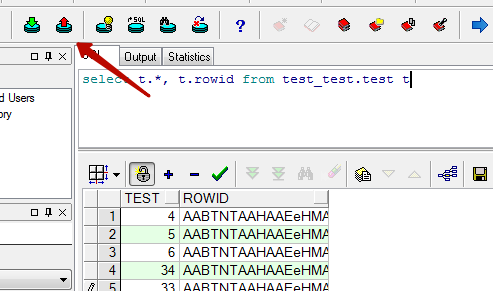 SQL
?
Output
Statistics
select t.*, t.rowid from test_test.test t
d Users
ory
TEST
ROWID
1
4
AABTNTAAHAAEeHMA
2
5
AABTNTAAHAAEeHMA
3
6
AABTNTAAHAAEeHMA
4
34
AABTNTAAHAAEeHMA
5
33
AABTNTAAHAAEeHMA